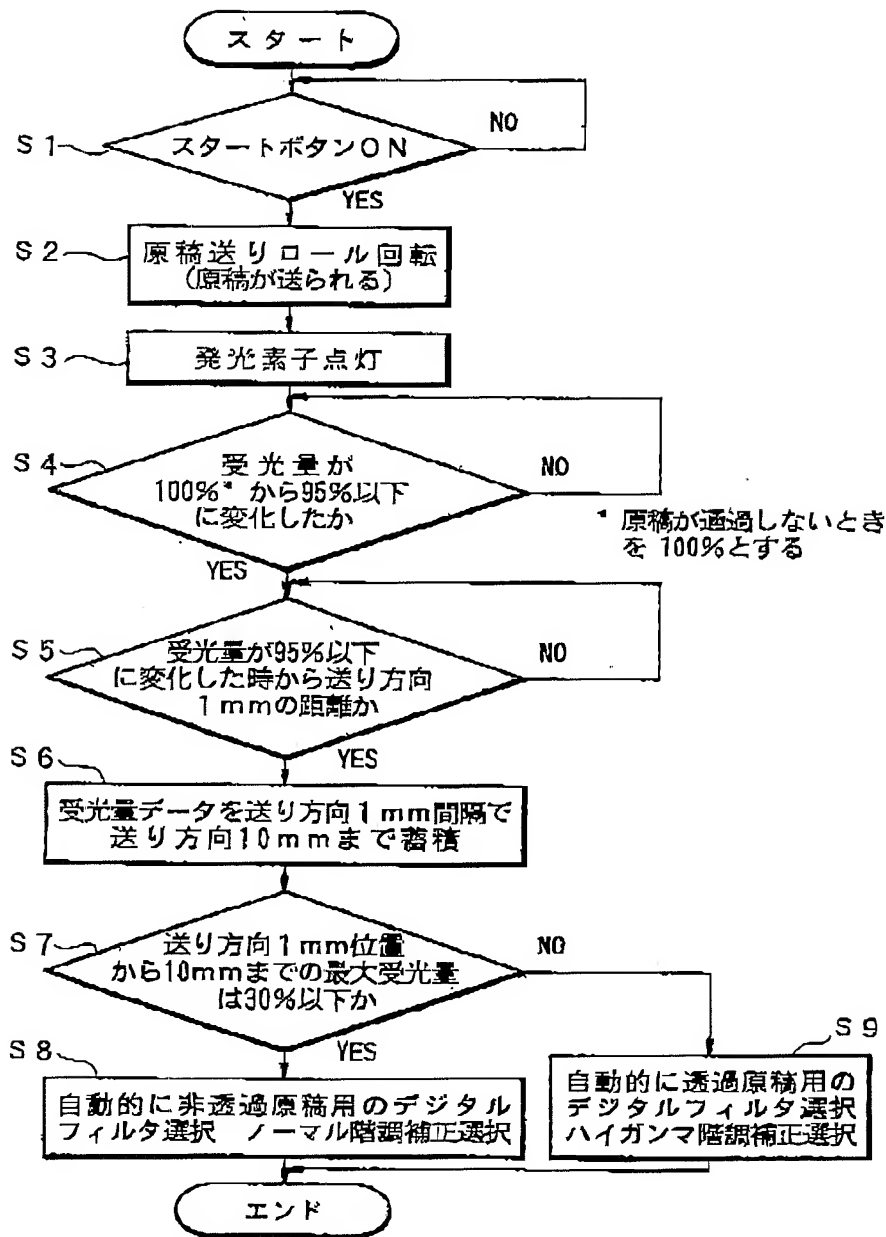 スタート
NO
S1
スタートボタンON
YES
S2
原稿送りロール回転
(原稿が送られる)
S3
発光素子点灯
S4
受光量が
100%* から95%以下
に変化したか
NO
* 原稿が通過しないとき
を 100%とする
YES
S5
受光量が95%以下
に変化した時から送り方向
1mmの距離か
NO
YES
S6
受光量データを送り方向1mm間隔で
送り方向10mmまで蓄積
S7
送り方向1mm位置
から10mmまでの最大受光量
は30%以下か
NO
YES
S8
自動的に非透過原稿用のデジタル
フィルタ選択 ノーマル階調補正選択
S9
自動的に透過原稿用の
デジタルフィルタ選択
ハイガンマ階調補正選択
エンド